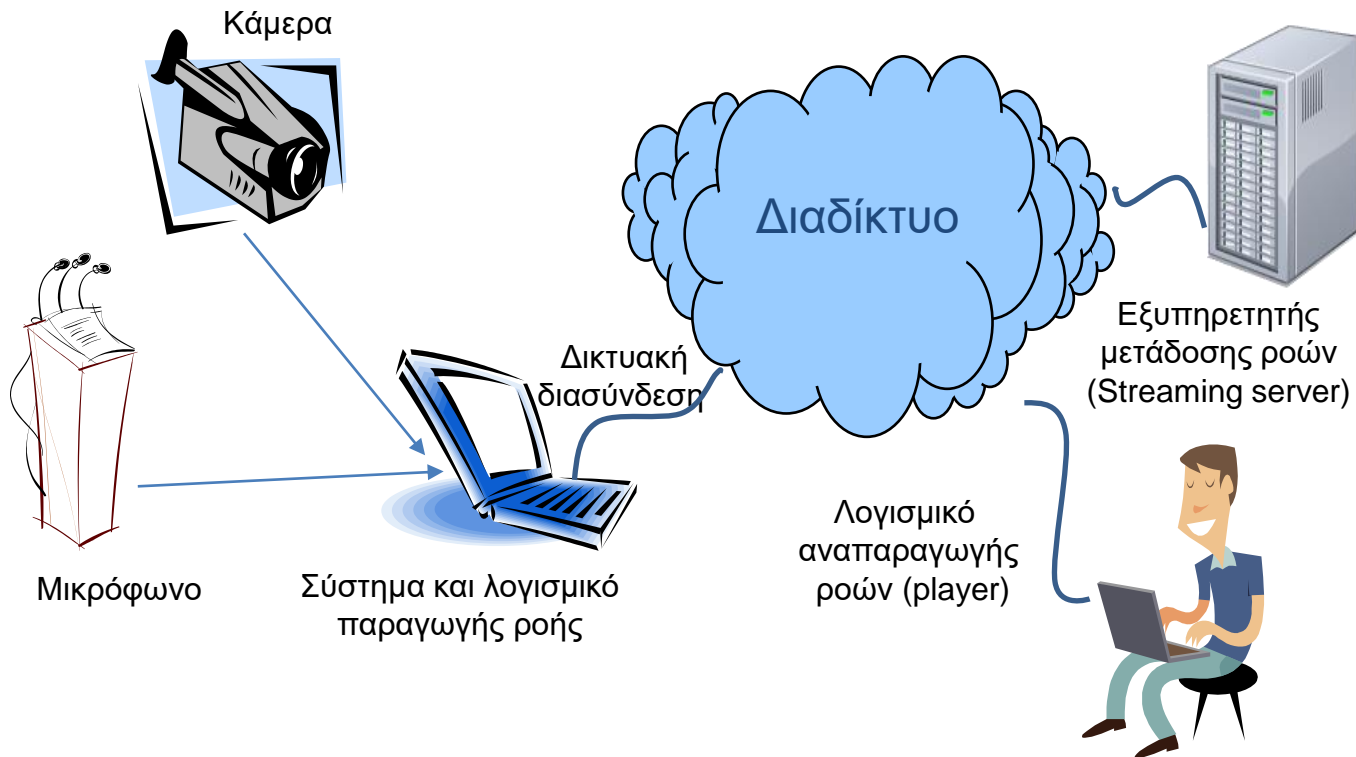 Κάμερα
Διαδίκτυο
Εξυπηρετητής
μετάδοσης ροών
(Streaming server)
Δικτυακή
διασύνδεση
Λογισμικό
αναπαραγωγής
ροών (player)
Μικρόφωνο
Σύστημα και λογισμικό
παραγωγής ροής